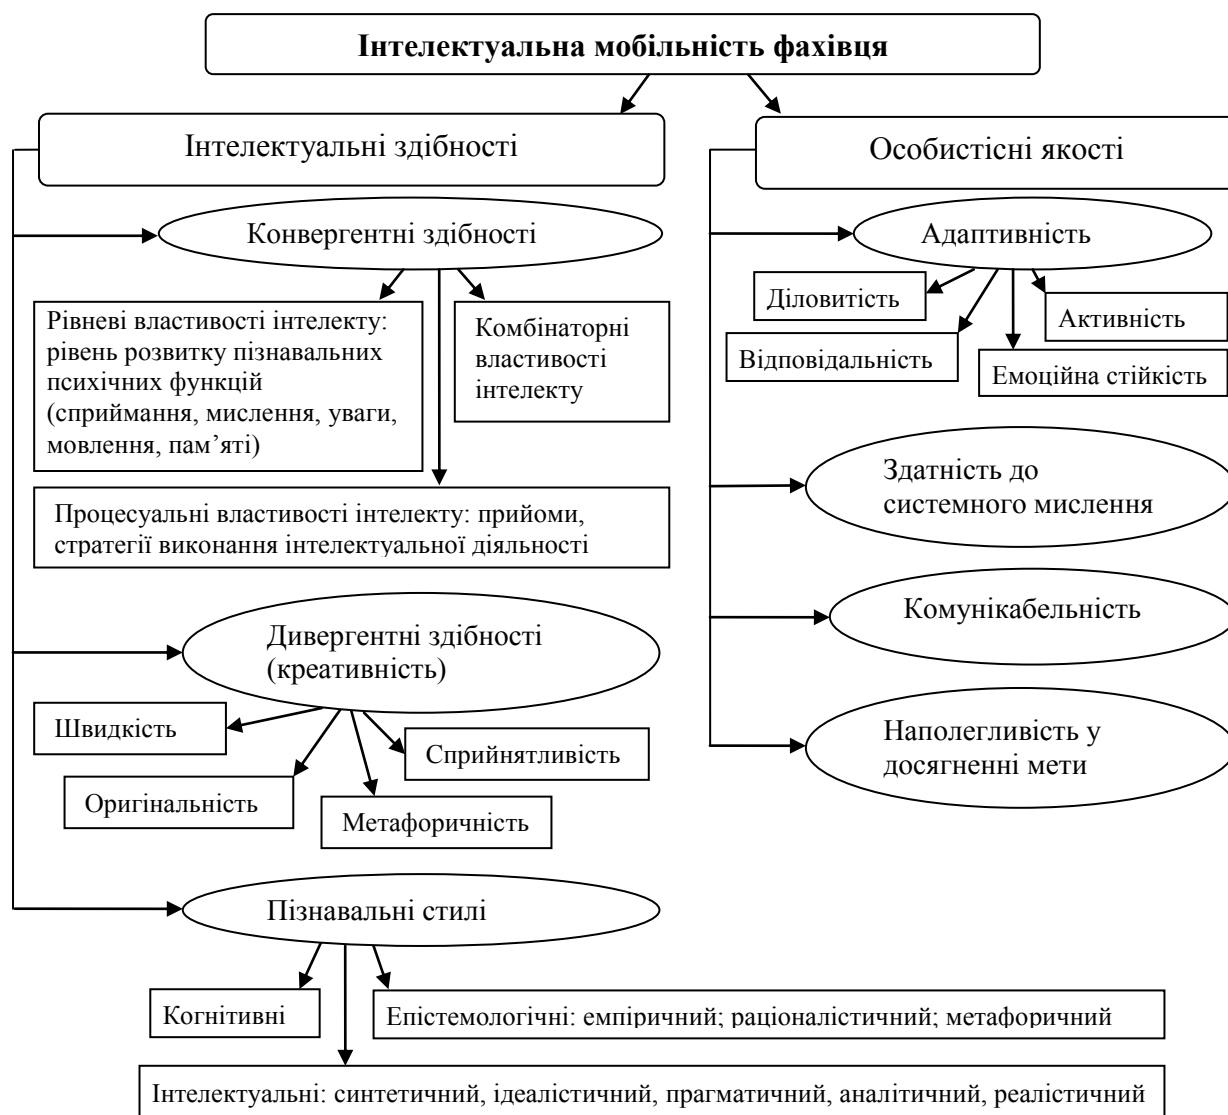 Інтелектуальна мобільність фахівця
Інтелектуальні здібності
Особистісні якості
Конвергентні здібності
Рівневі властивості інтелекту:
рівень розвитку пізнавальних
психічних функцій
(сприймання, мислення, уваги,
мовлення, пам’яті)
Комбінаторні
властивості
інтелекту
Процесуальні властивості інтелекту: прийоми,
стратегії виконання інтелектуальної діяльності
Дивергентні здібності
(креативність)
Швидкість
Оригінальність
Метафоричність
Сприйнятливість
Пізнавальні стилі
Когнітивні
Епістемологічні: емпіричний; раціоналістичний; метафоричний
Інтелектуальні: синтетичний, ідеалістичний, прагматичний, аналітичний, реалістичний
Адаптивність
Діловитість
Відповідальність
Активність
Емоційна стійкість
Здатність до
системного мислення
Комунікабельність
Наполегливість у
досягненні мети